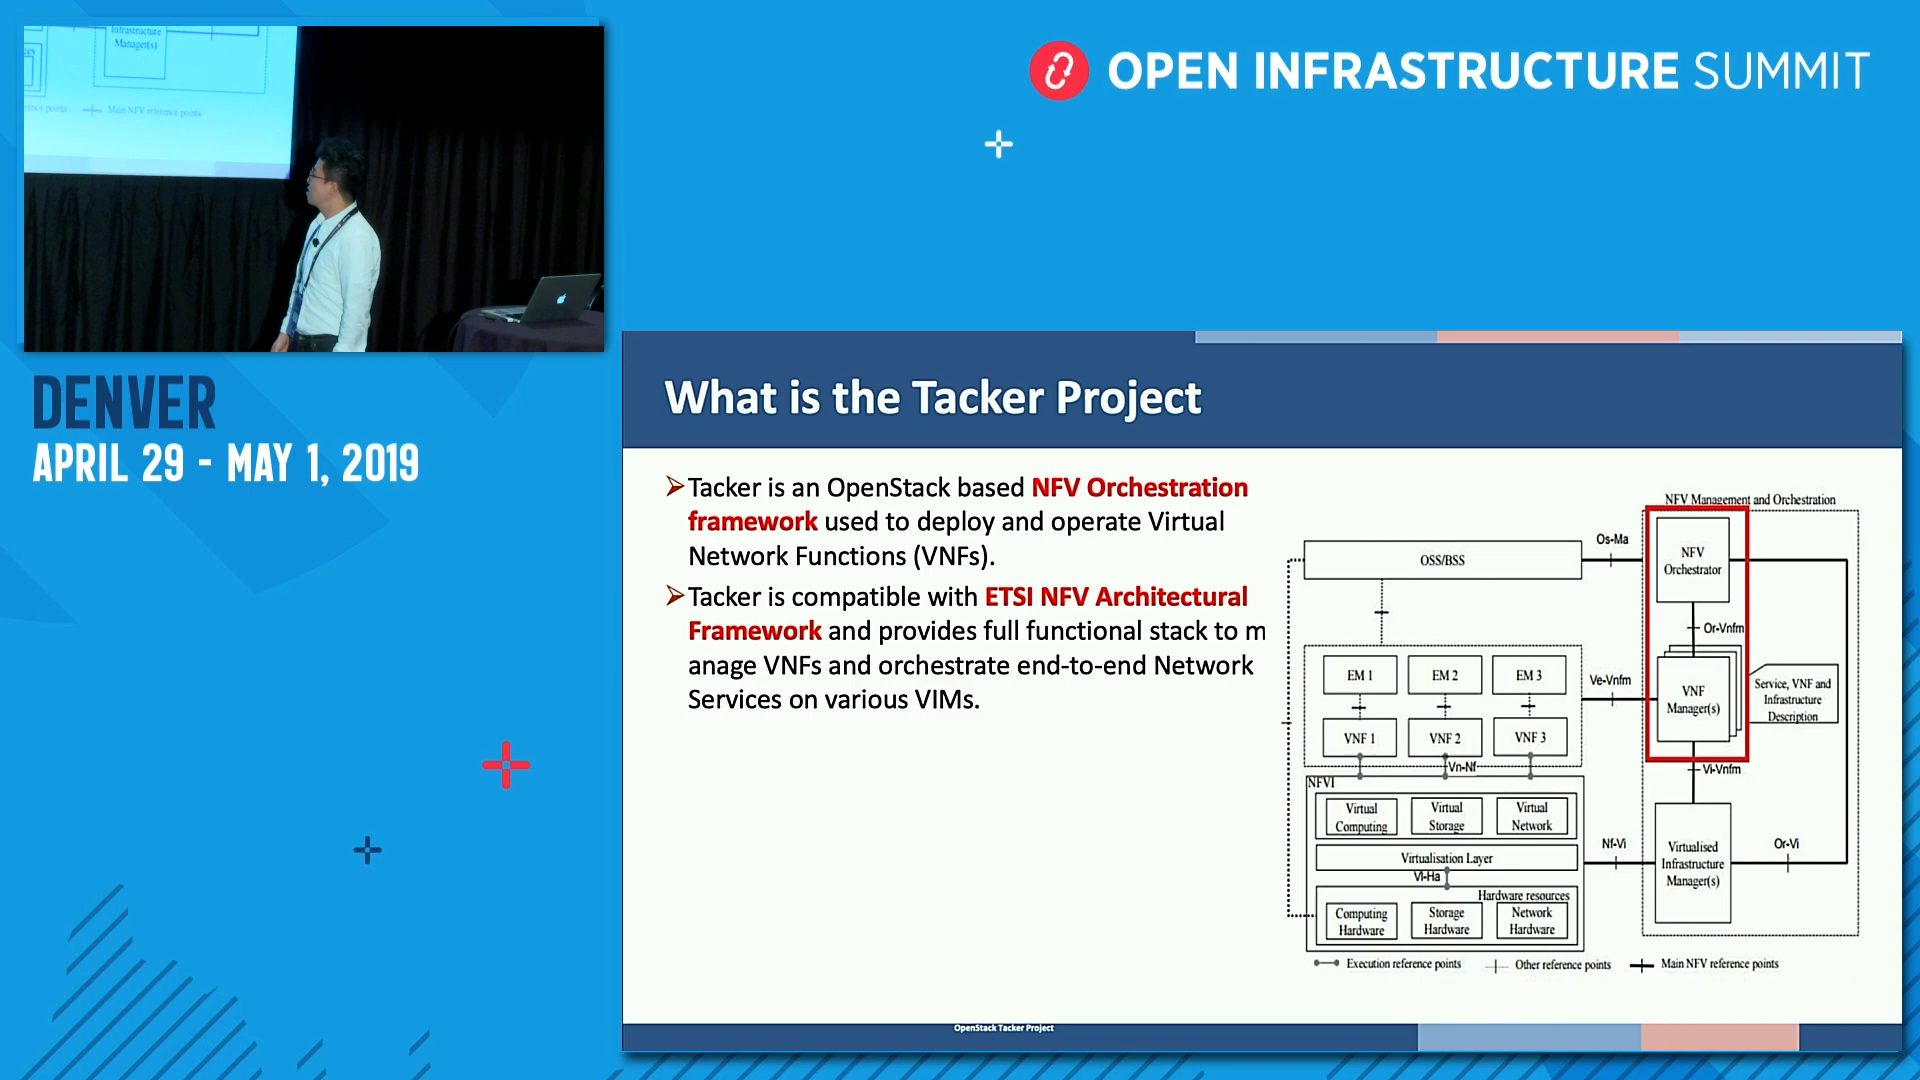 Infrastructure
Manager(s)
Main NFV reference points
OPEN INFRASTRUCTURE SUMMIT
DENVER
APRIL 29 - MAY 1, 2019
What is the Tacker Project
Tacker is an OpenStack based NFV Orchestration
framework used to deploy and operate Virtual
Network Functions (VNFs).
Tacker is compatible with ETSI NFV Architectural
Framework and provides full functional stack to m
anage VNFs and orchestrate end-to-end Network
Services on various VIMs.
NFV Management and Orchestration
Os-Ma
OSS/BSS
NFV
Orchestrator
Or-Vnfm
EM 1
EM 2
EM 3
Ve-Vnfm
VNF
Manager(s)
Service, VNF and
Infrastructure
Description
VNF 1
VNF 2
VNF 3
Vn-Nf
Vi-Vnfm
NFVI
Virtual
Computing
Virtual
Storage
Virtual
Network
Nf-Vi
Or-Vi
Virtualised
Infrastructure
Manager(s)
Virtualisation Layer
Vl-Ha
Hardware resources
Computing
Hardware
Storage
Hardware
Network
Hardware
Execution reference points
Other reference points
Main NFV reference points
OpenStack Tacker Project